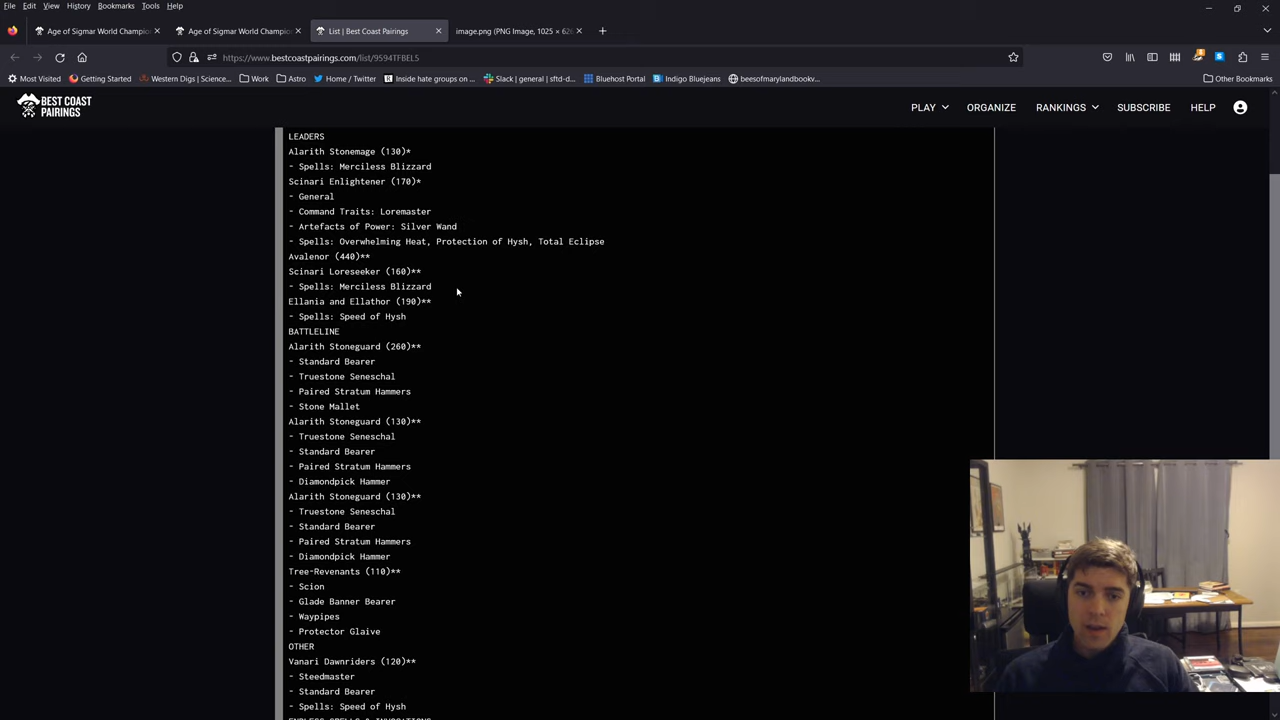 File Edit View History Bookmarks Tools Help
Age of Sigmar World Champion
Age of Sigmar World Champion
List | Best Coast Pairings
image.png (PNG Image, 1025 × 62
https://www.bestcoastpairings.com/list/
Most Visited Getting Started Western Digs | Science... Work Astro Home / Twitter Inside hate groups on ... Slack | general | sftd-d... Bluehost Portal Indigo Bluejeans beesofmarylandbookv... Other Bookmarks
BEST COAST
PAIRINGS
PLAY ORGANIZE RANKINGS SUBSCRIBE HELP
LEADERS
Alarith Stonemage (130)*
- Spells: Merciless Blizzard
Scinari Enlightener (170)*
- General
- Command Traits: Loremaster
- Artefacts of Power: Silver Wand
- Spells: Overwhelming Heat, Protection of Hysh, Total Eclipse
Avalenor (440)**
Scinari Loreseeker (160)**
- Spells: Merciless Blizzard
Ellania and Ellathor (190)**
- Spells: Speed of Hysh
BATTLELINE
Alarith Stoneguard (260)**
- Standard Bearer
- Truestone Seneschal
- Paired Stratum Hammers
- Stone Mallet
Alarith Stoneguard (130)**
- Truestone Seneschal
- Standard Bearer
- Paired Stratum Hammers
- Diamondpick Hammer
Alarith Stoneguard (130)**
- Truestone Seneschal
- Standard Bearer
- Paired Stratum Hammers
- Diamondpick Hammer
Tree-Revenants (110)**
- Scion
- Glade Banner Bearer
- Waypipes
- Protector Glaive
OTHER
Vanari Dawnriders (120)**
- Steedmaster
- Standard Bearer
- Spells: Speed of Hysh
ENDLESS SPELLS & INVOCATIONS